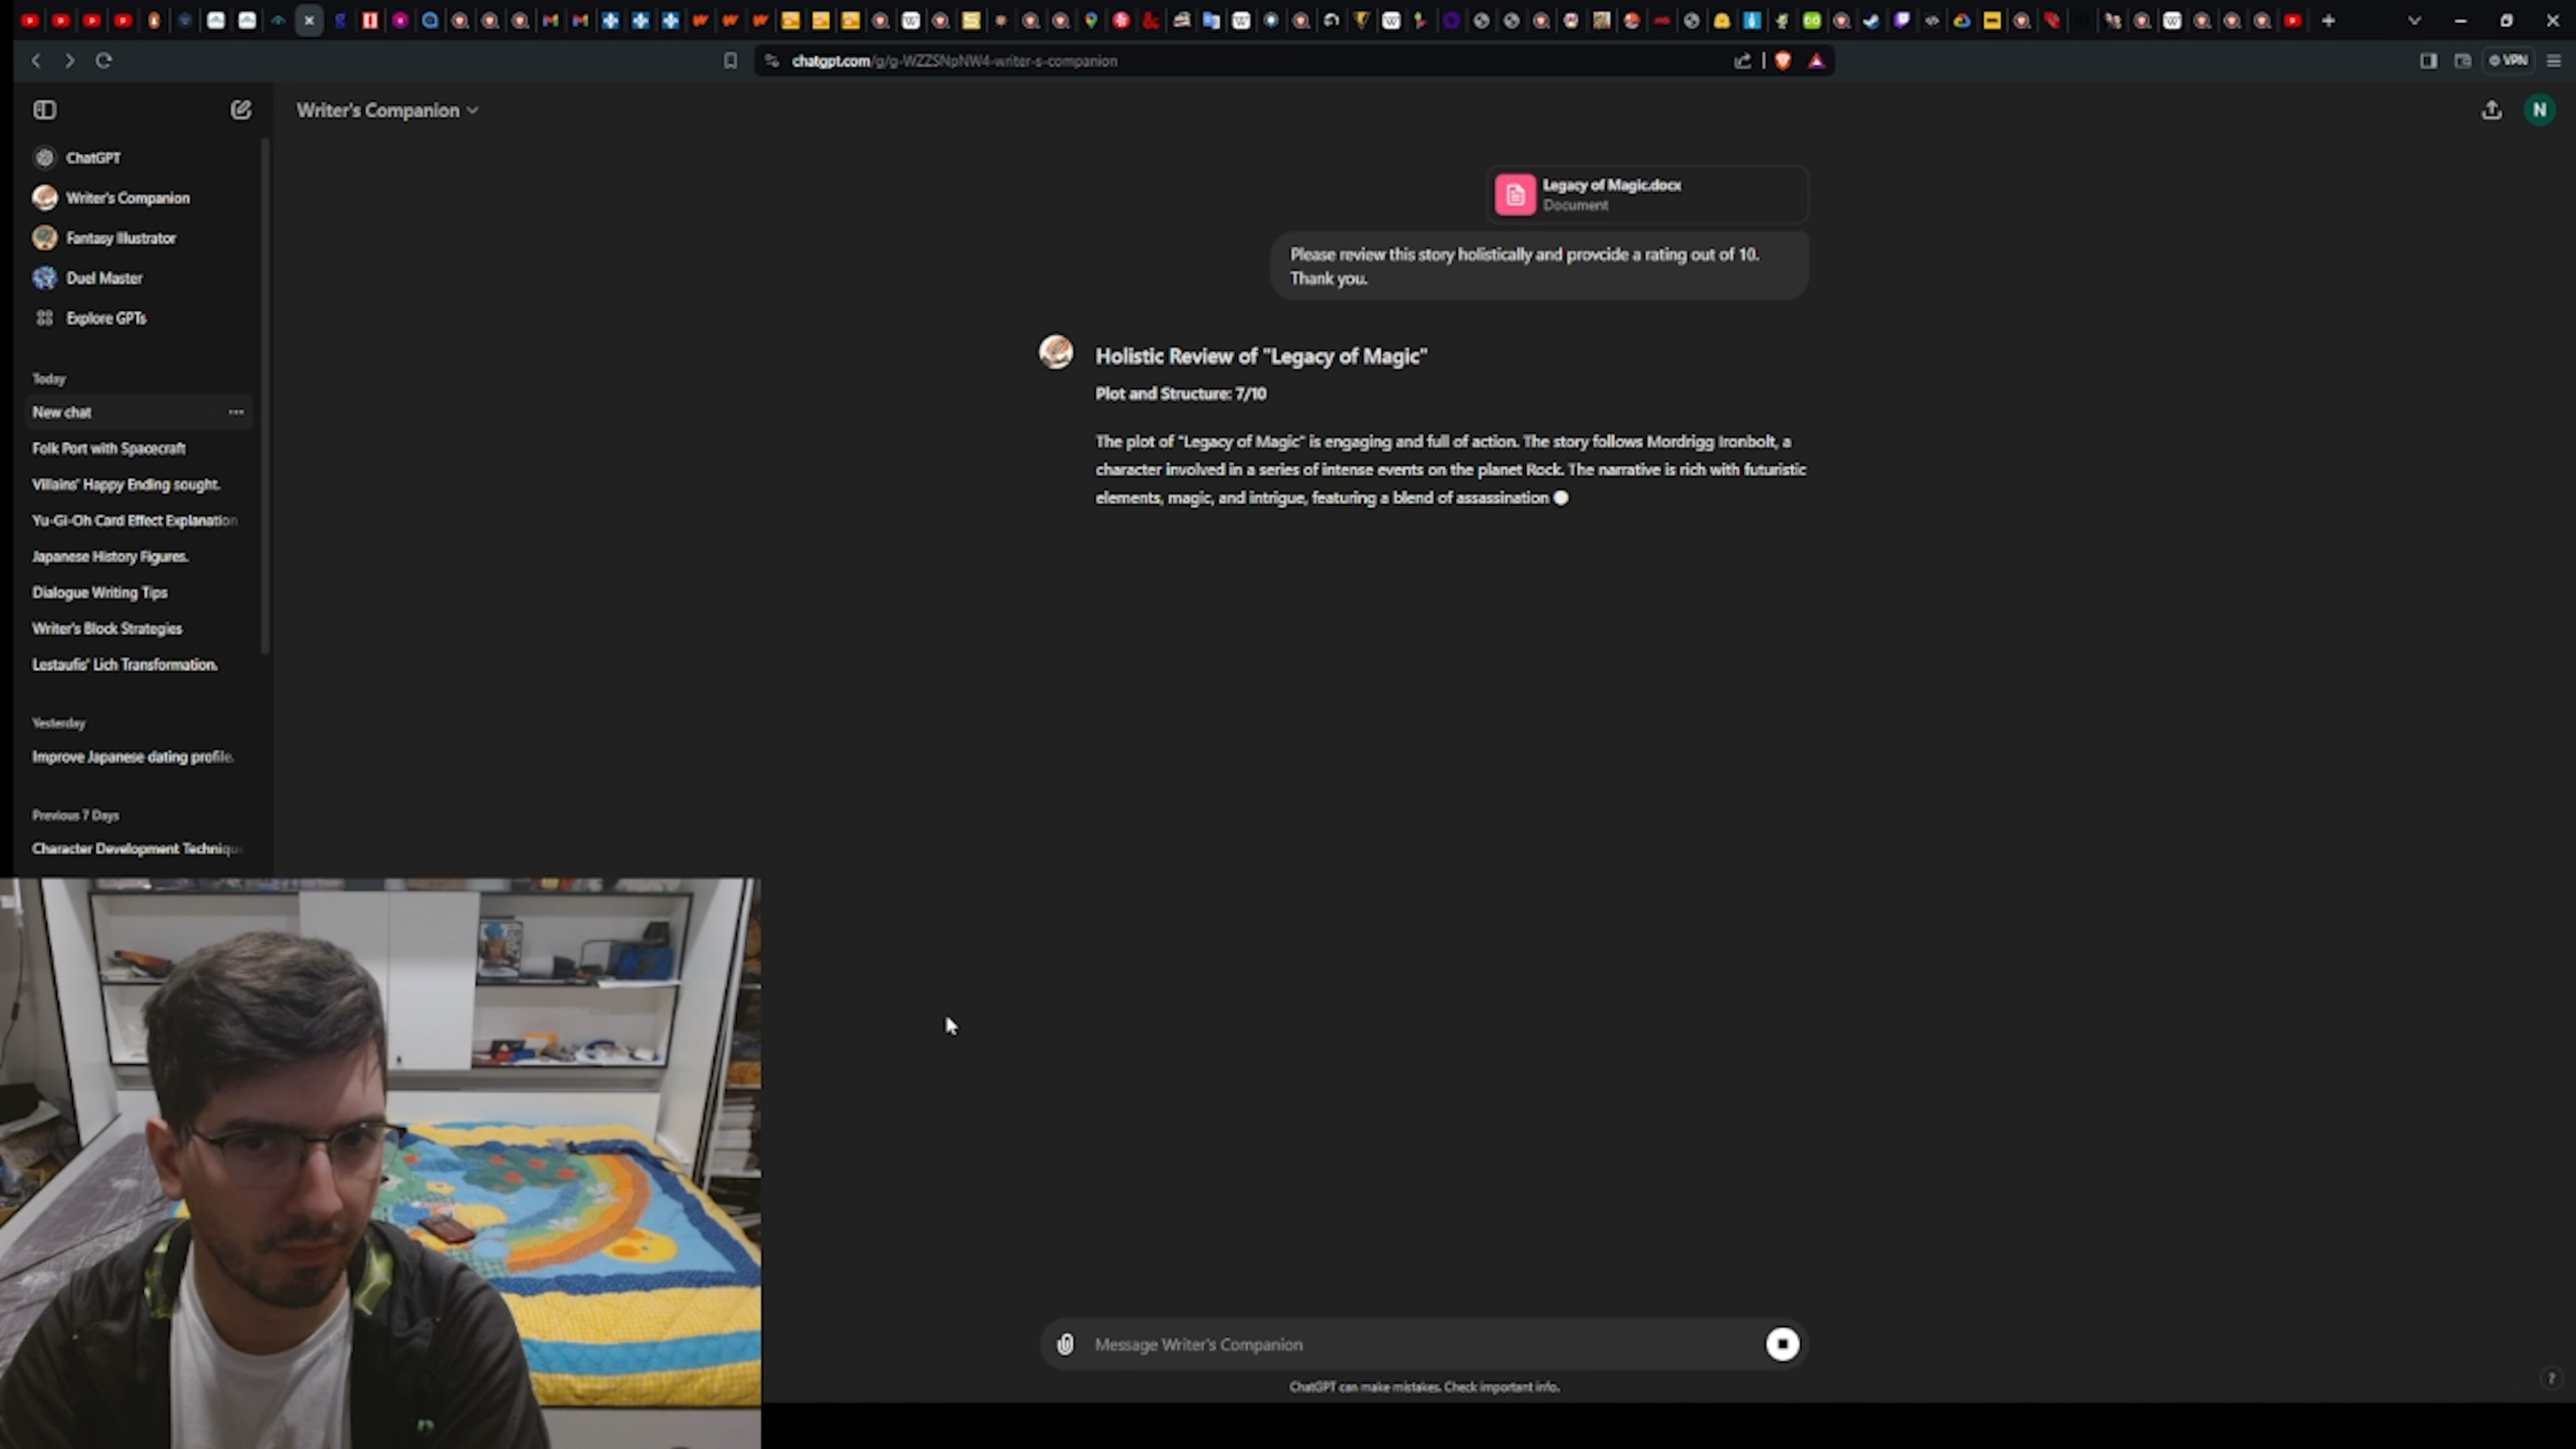 chatgpt.com/g/g-WZZSNpNW4-writer-s-companion
VPN
Writer's Companion
N
ChatGPT
Writer's Companion
Fantasy Illustrator
Duel Master
Explore GPTs
Today
New chat
Folk Port with Spacecraft
Villains' Happy Ending sought.
Yu-Gi-Oh Card Effect Explanation
Japanese History Figures.
Dialogue Writing Tips
Writer's Block Strategies
Lestaufis' Lich Transformation.
Yesterday
Improve Japanese dating profile.
Previous 7 Days
Character Development Techniqu
Legacy of Magic.docx
Document
Please review this story holistically and provcide a rating out of 10.
Thank you.
Holistic Review of "Legacy of Magic"
Plot and Structure: 7/10
The plot of "Legacy of Magic" is engaging and full of action. The story follows Mordrigg Ironbolt, a
character involved in a series of intense events on the planet Rock. The narrative is rich with futuristic
elements, magic, and intrigue, featuring a blend of assassination
Message Writer's Companion
ChatGPT can make mistakes. Check important info.
?